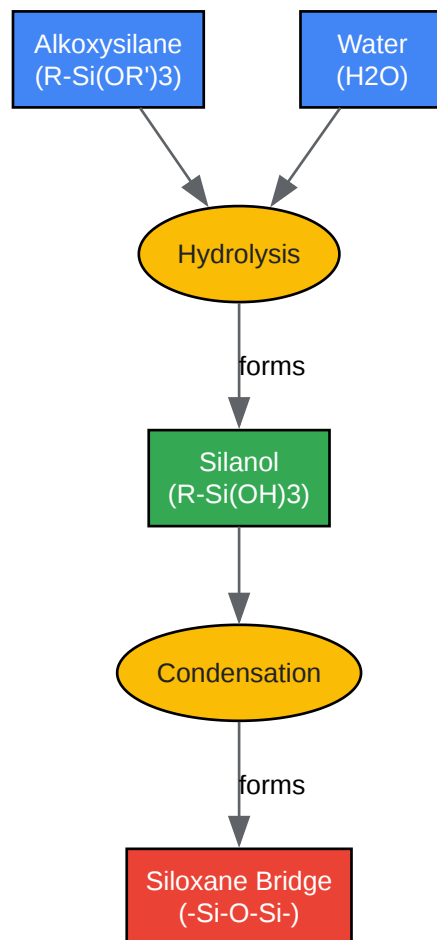 Alkoxysilane
(R-Si(OR')3)
Water
(H2O)
Hydrolysis
forms
Silanol
(R-Si(OH)3)
Condensation
forms
Siloxane Bridge
(-Si-O-Si-)